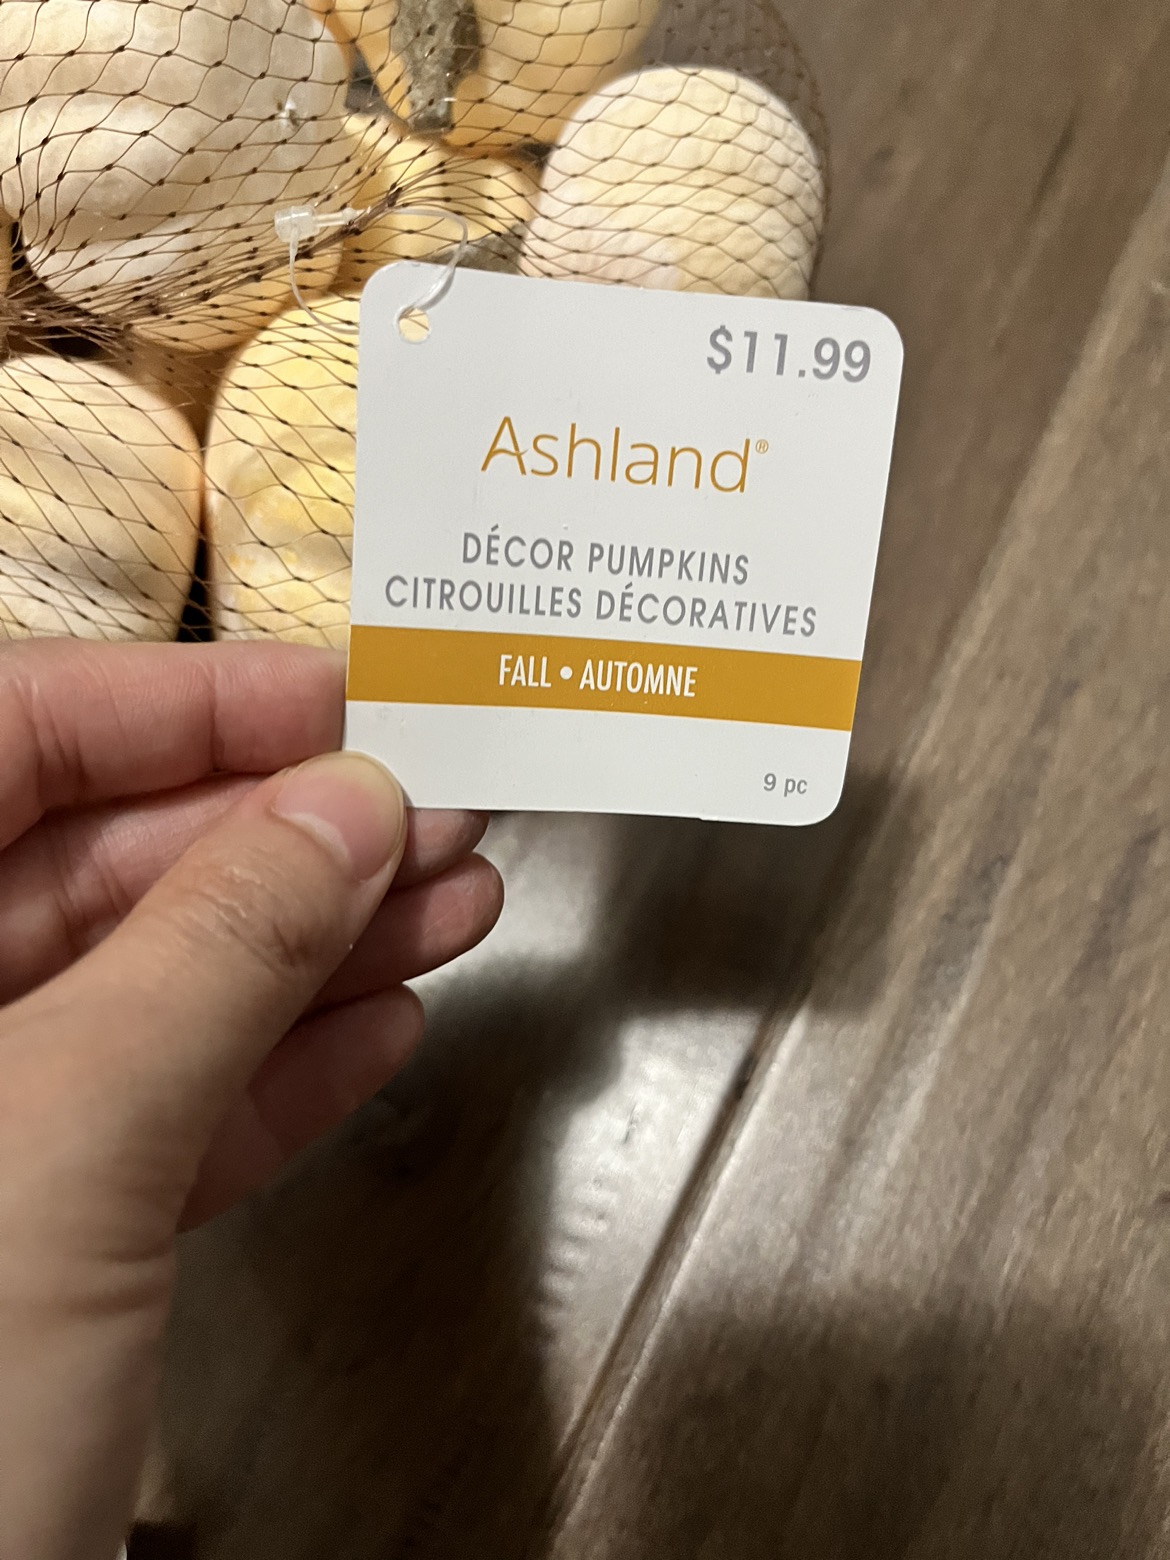 $11.99
Ashland®
DÉCOR PUMPKINS
CITROUILLES DÉCORATIVES
FALL • AUTOMNE
9 pc